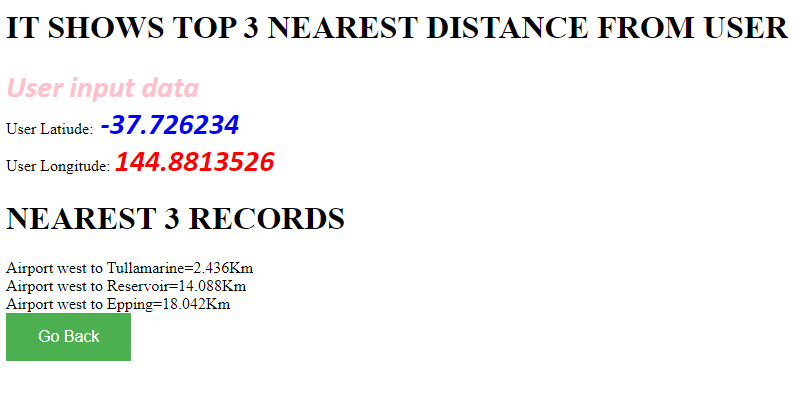 IT SHOWS TOP 3 NEAREST DISTANCE FROM USER
User input data
User Latiude: -37.726234
User Longitude: 144.8813526
NEAREST 3 RECORDS
Airport west to Tullamarine=2.436Km
Airport west to Reservoir=14.088Km
Airport west to Epping=18.042Km
Go Back